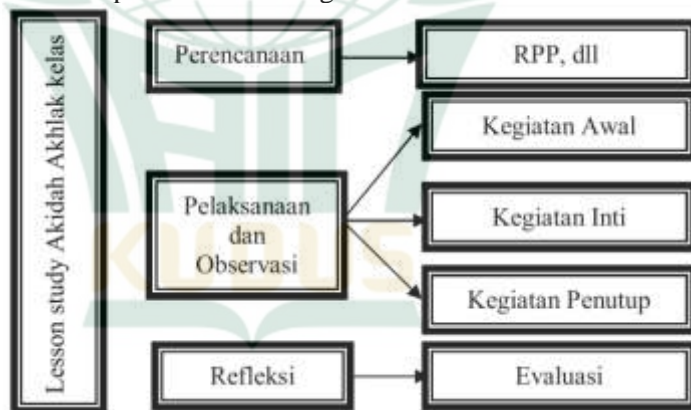 Lesson study Akidah Akhlak kelas
Perencanaan
RPP, dll
Kegiatan Awal
Pelaksanaan
dan
Observasi
Kegiatan Inti
Kegiatan Penutup
Refleksi
Evaluasi
KUDUS